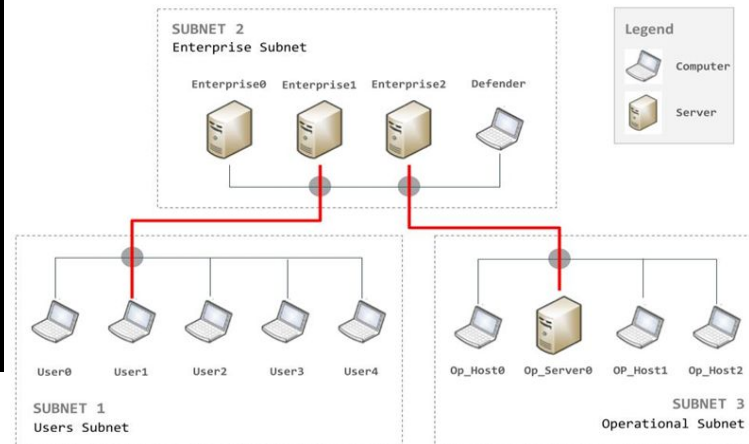 SUBNET 2
Enterprise Subnet
Enterprise0 Enterprise1 Enterprise2 Defender
Legend
Computer
Server
User0 User1 User2 User3 User4
SUBNET 1
Users Subnet
Op_Host0 Op_Server0 OP_Host1 Op_Host2
SUBNET 3
Operational Subnet